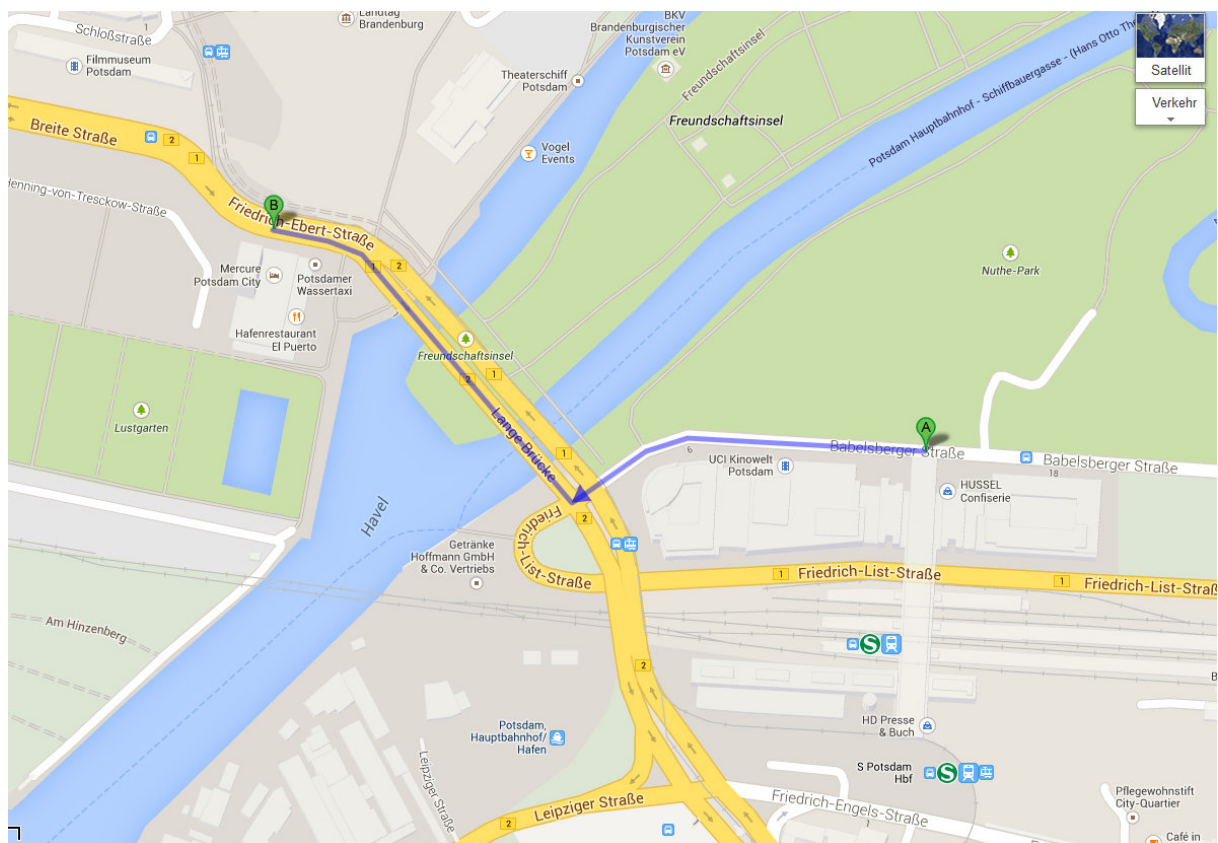 Landtag
Brandenburg
Schloßstraße
1
Filmmuseum
Potsdam
BKV
Brandenburgischer
Kunstverein
Potsdam eV
Theaterschiff
Potsdam
Freundschaftsinsel
Freundschaftsinsel
Potsdam Hauptbahnhof - Schiffbauergasse - (Hans Otto
Satellit
Verkehr
Breite Straße
2
1
Vogel
Events
Henning-von-Tresckow-Straße
B
Friedrich-Ebert-Straße
Mercure
Potsdam City
Potsdamer
Wassertaxi
1
2
Nuthe-Park
Hafenrestaurant
El Puerto
Freundschaftsinsel
1
2
Lustgarten
Lange Brücke
1
A
6
Babelsberger Straße
Babelsberger Straße
18
UCI Kinowelt
Potsdam
HUSSEL
Confiserie
Havel
2
Friedrich-List-Straße
Getränke
Hoffmann GmbH
& Co. Vertriebs
1
Friedrich-List-Straße
1
Friedrich-List-Straß
Am Hinzenberg
S
2
HD Presse
& Buch
Potsdam,
Hauptbahnhof/
Hafen
S Potsdam
Hbf
S
Leipziger Straße
2
Leipziger Straße
Friedrich-Engels-Straße
1
Pflegewohnstift
City-Quartier
Café in